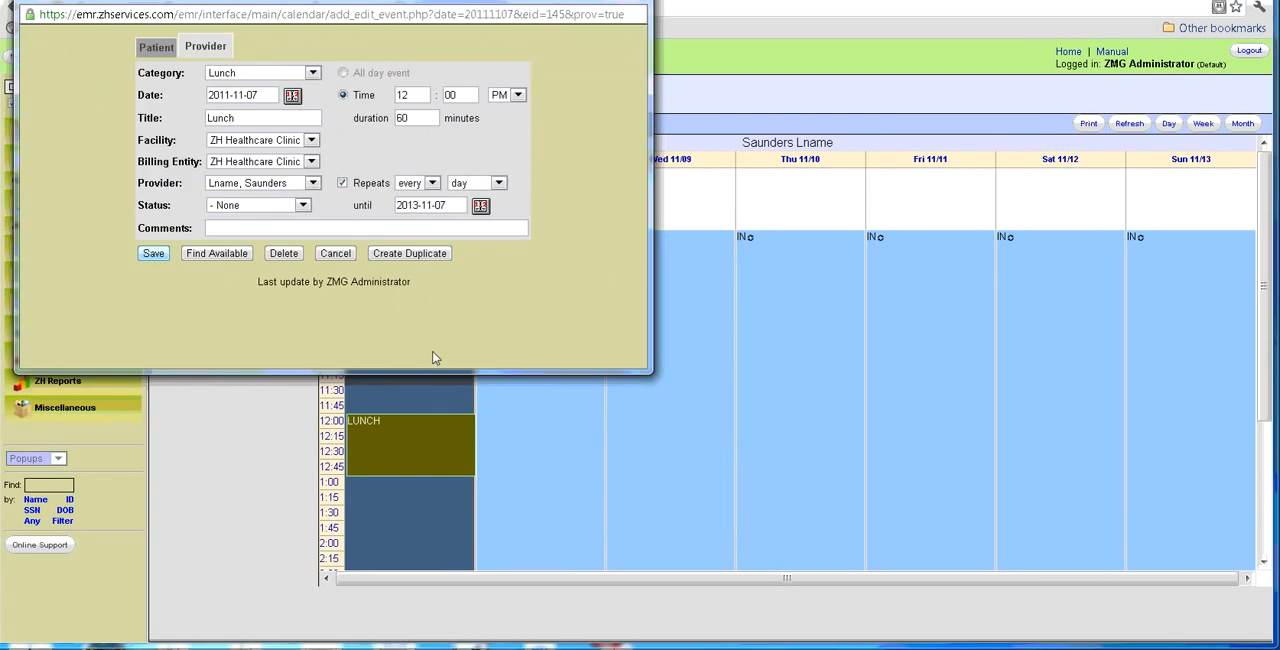 https://emr.zhservices.com/emr/interface/main/calendar/add_edit_event.php?date=20111107&eid=145&prov=true
Other bookmarks
Patient Provider
Home | Manual Logout
Logged in: ZMG Administrator (Default)
Category: Lunch All day event
Date: 2011-11-07 Time 12 : 00 PM
Title: Lunch duration 60 minutes
Facility: ZH Healthcare Clinic
Billing Entity: ZH Healthcare Clinic
Provider: Lname, Saunders Repeats every day
Status: - None until 2013-11-07
Comments:
Save Find Available Delete Cancel Create Duplicate
Last update by ZMG Administrator
Print Refresh Day Week Month
Saunders Lname
11/09 Thu 11/10 Fri 11/11 Sat 11/12 Sun 11/13
IN IN IN IN
ZH Reports
Miscellaneous
Popups
Find:
by: Name ID
SSN DOB
Any Filter
Online Support
11:30
11:45
12:00 LUNCH
12:15
12:30
12:45
1:00
1:15
1:30
1:45
2:00
2:15